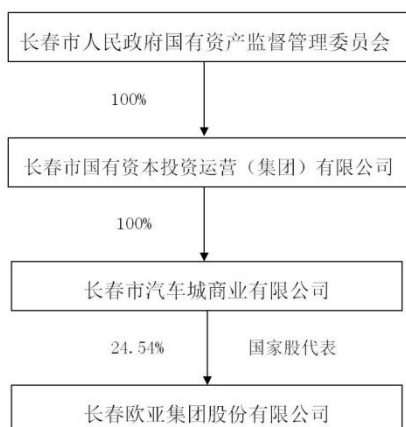 长春市人民政府国有资产监督管理委员会
100%
长春市国有资本投资运营（集团）有限公司
100%
长春市汽车城商业有限公司
24.54% 国家股代表
长春欧亚集团股份有限公司